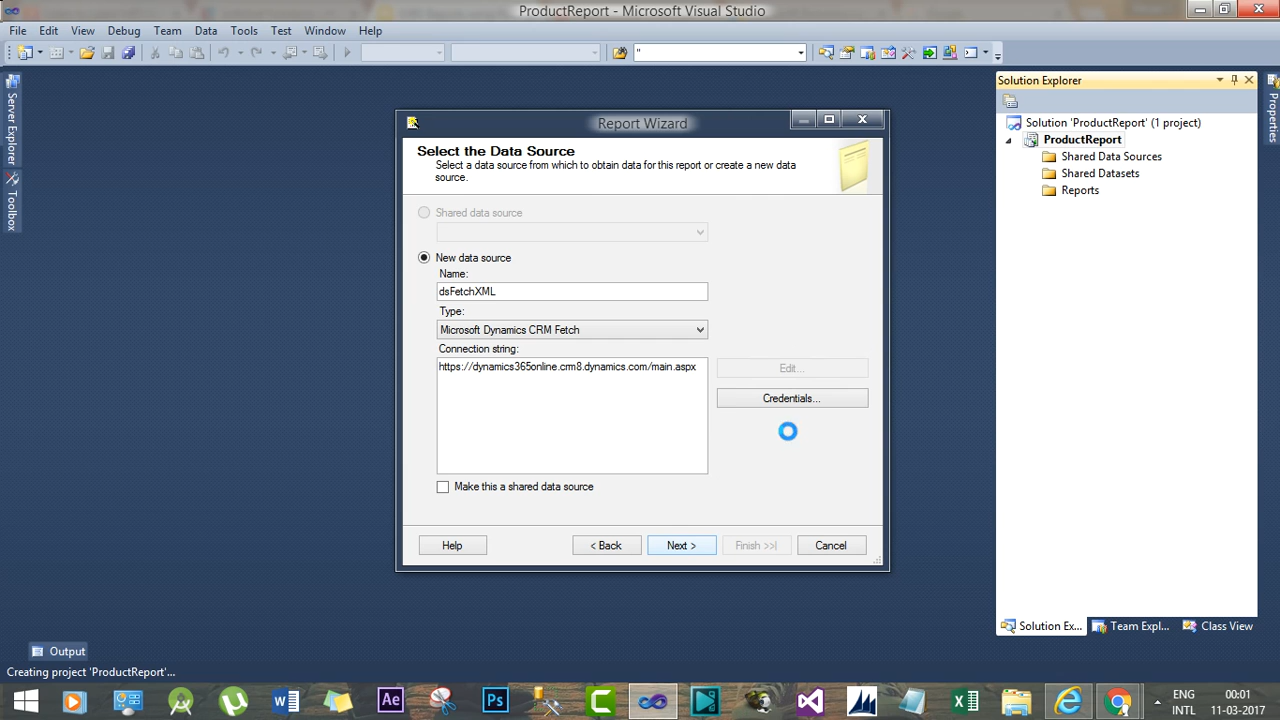 ProductReport - Microsoft Visual Studio
File Edit View Debug Team Data Tools Test Window Help
Server Explorer
Toolbox
Report Wizard
Select the Data Source
Select a data source from which to obtain data for this report or create a new data
source.
Shared data source
New data source
Name:
dsFetchXML
Type:
Microsoft Dynamics CRM Fetch
Connection string:
https://dynamics365online.crm8.dynamics.com/main.aspx
Edit...
Credentials...
Make this a shared data source
Help < Back Next > Finish >>| Cancel
Solution Explorer
Solution 'ProductReport' (1 project)
ProductReport
Shared Data Sources
Shared Datasets
Reports
Properties
Solution Ex... Team Expl... Class View
Output
Creating project 'ProductReport'...
Ae Ps
ENG 00:01
INTL 11-03-2017